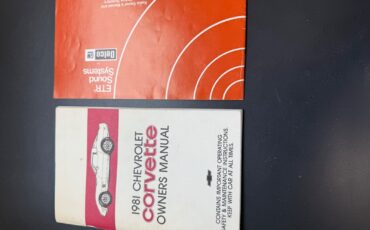 ETR®
Sound
Systems
Delco
GM
1981 CHEVROLET
corvette
OWNERS MANUAL
CONTAINS IMPORTANT OPERATING
SAFETY & MAINTENANCE INSTRUCTIONS.
KEEP WITH CAR AT ALL TIMES.